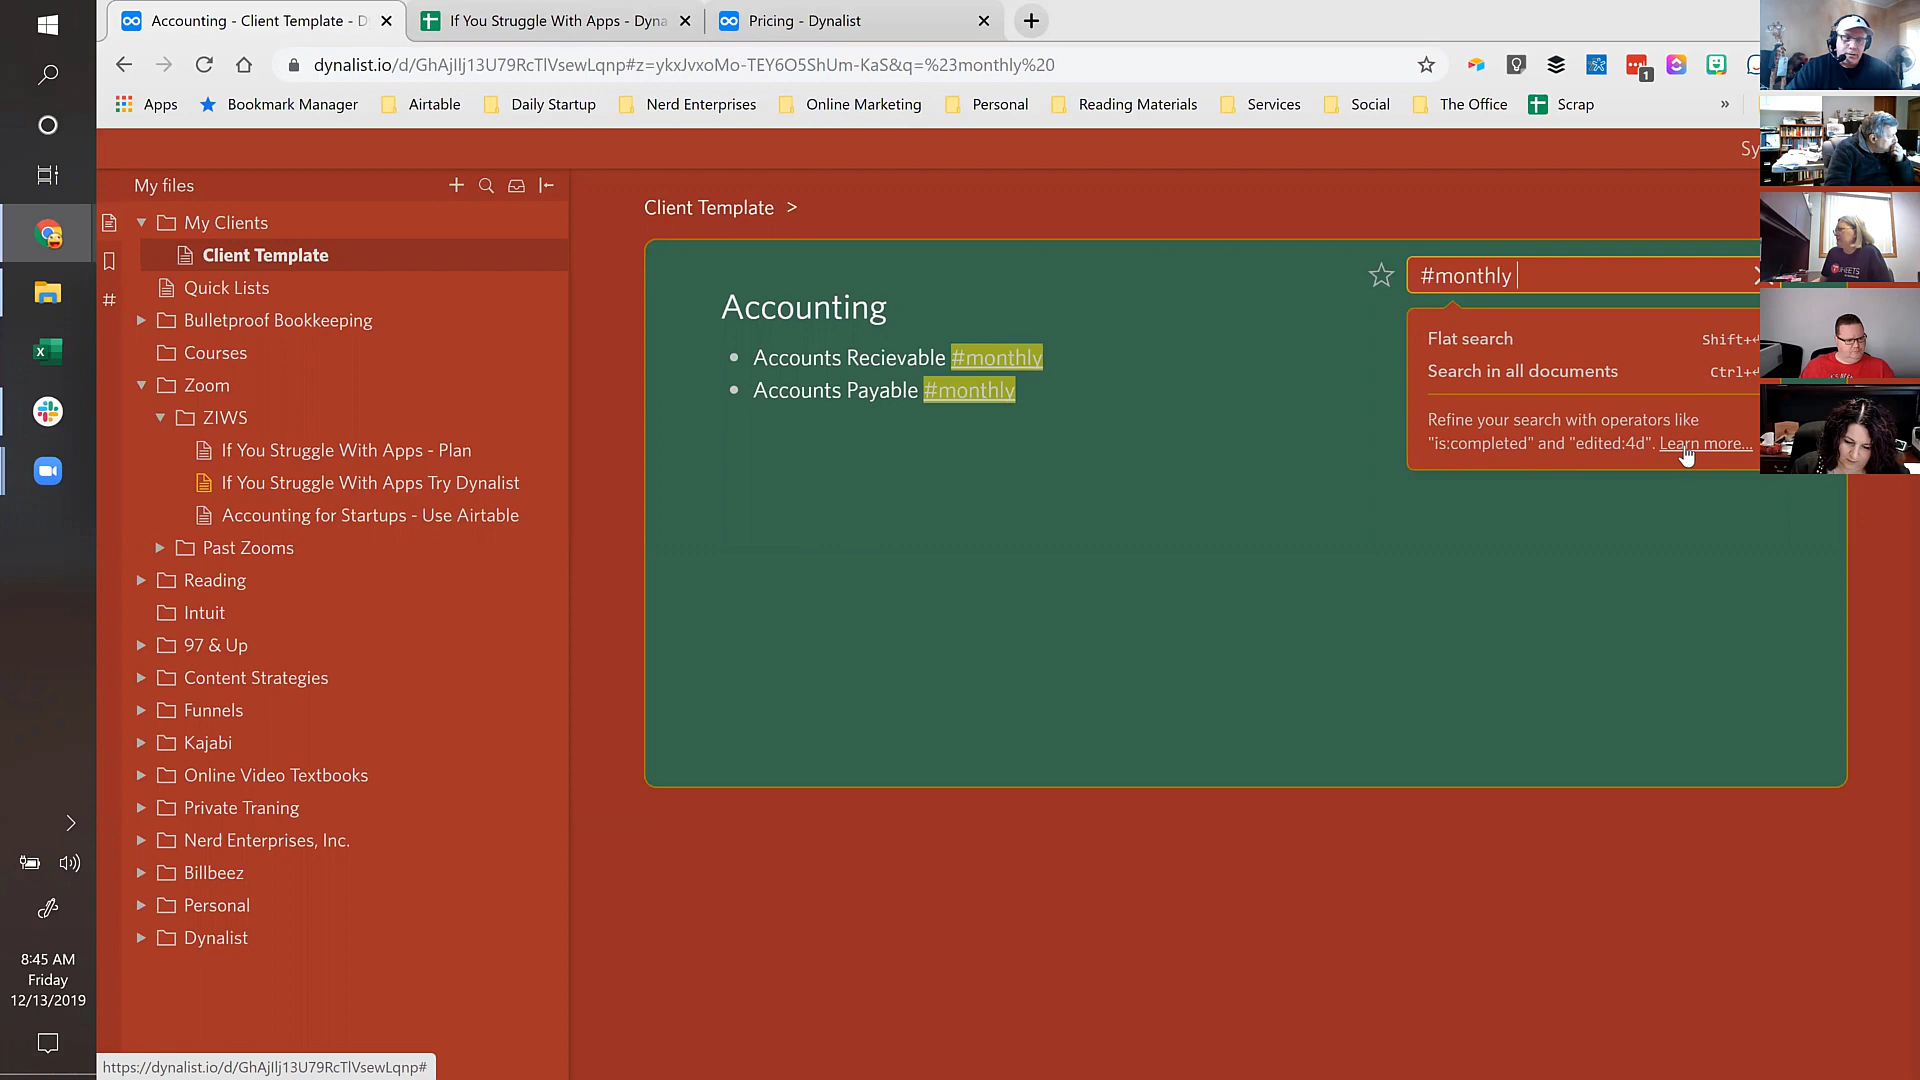 Accounting - Client Template - D
If You Struggle With Apps - Dyna
Pricing - Dynalist
dynalist.io/d/GhAjIlj13U79RcTlVsewLqnp#z=ykxJvxoMo-TEY6O5ShUm-KaS&q=%23monthly%20
1
Apps
Bookmark Manager
Airtable
Daily Startup
Nerd Enterprises
Online Marketing
Personal
Reading Materials
Services
Social
The Office
Scrap
»
Sy
My files
My Clients
Client Template
Quick Lists
Bulletproof Bookkeeping
Courses
Zoom
ZIWS
If You Struggle With Apps - Plan
If You Struggle With Apps Try Dynalist
Accounting for Startups - Use Airtable
Past Zooms
Reading
Intuit
97 & Up
Content Strategies
Funnels
Kajabi
Online Video Textbooks
Private Traning
Nerd Enterprises, Inc.
Billbeez
Personal
Dynalist
Client Template >
#monthly
Accounting
Accounts Recievable #monthly
Accounts Payable #monthly
Flat search Shift+
Search in all documents Ctrl+
Refine your search with operators like
"is:completed" and "edited:4d". Learn more...
8:45 AM
Friday
12/13/2019
https://dynalist.io/d/GhAjIlj13U79RcTlVsewLqnp#